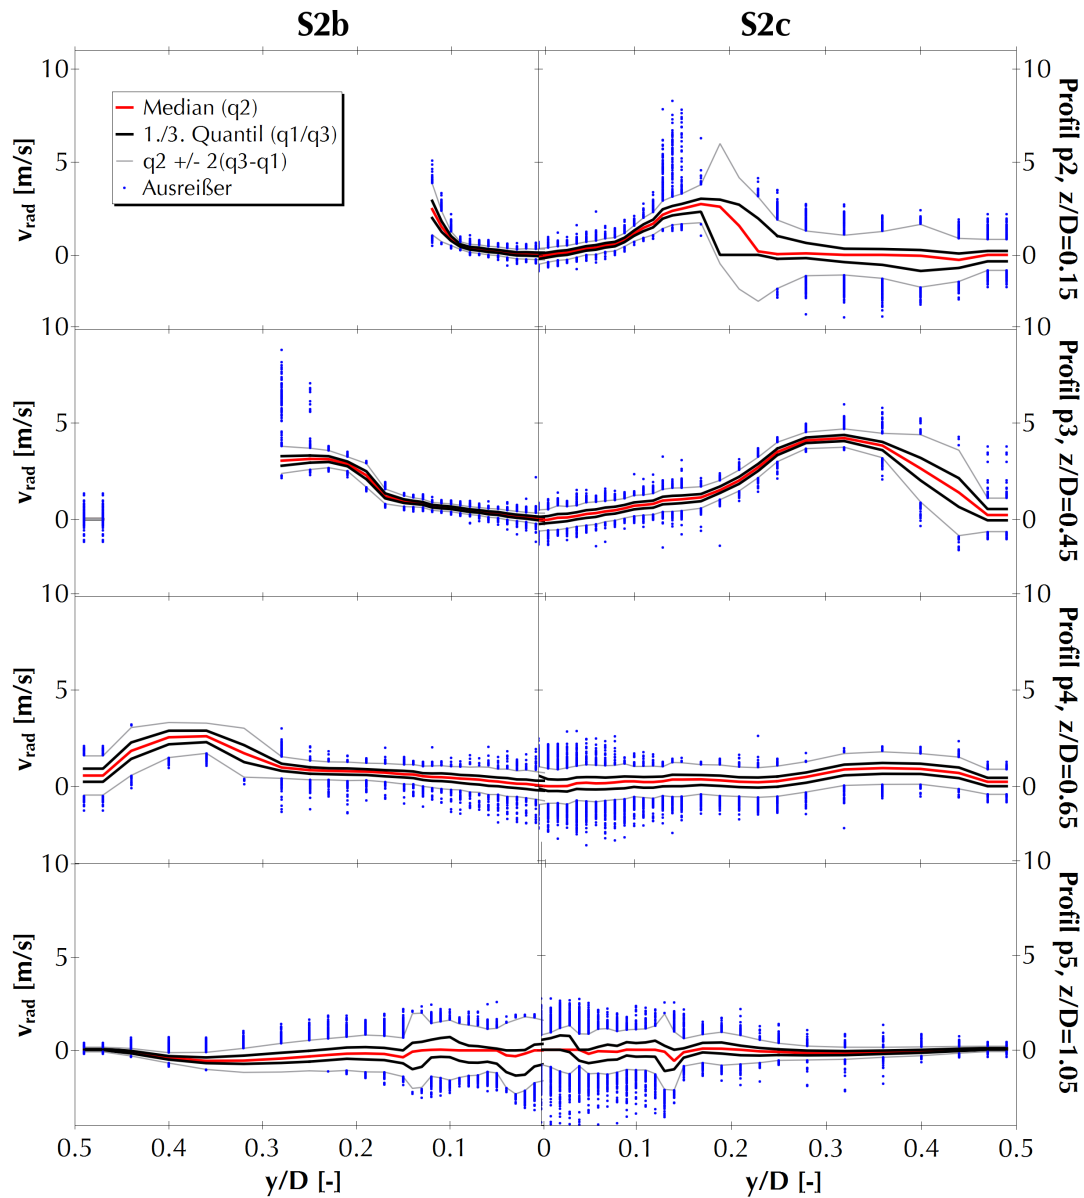 S2b S2c
Median (q2)
1./3. Quantil (q1/q3)
q2 +/- 2(q3-q1)
Ausreißer
10 10
5 5
0 0
v_rad [m/s]
Profil p2, z/D=0.15
10 10
5 5
0 0
v_rad [m/s]
Profil p3, z/D=0.45
10 10
5 5
0 0
v_rad [m/s]
Profil p4, z/D=0.65
10 10
5 5
0 0
v_rad [m/s]
Profil p5, z/D=1.05
0.5 0.4 0.3 0.2 0.1 0 0.1 0.2 0.3 0.4 0.5
y/D [-] y/D [-]